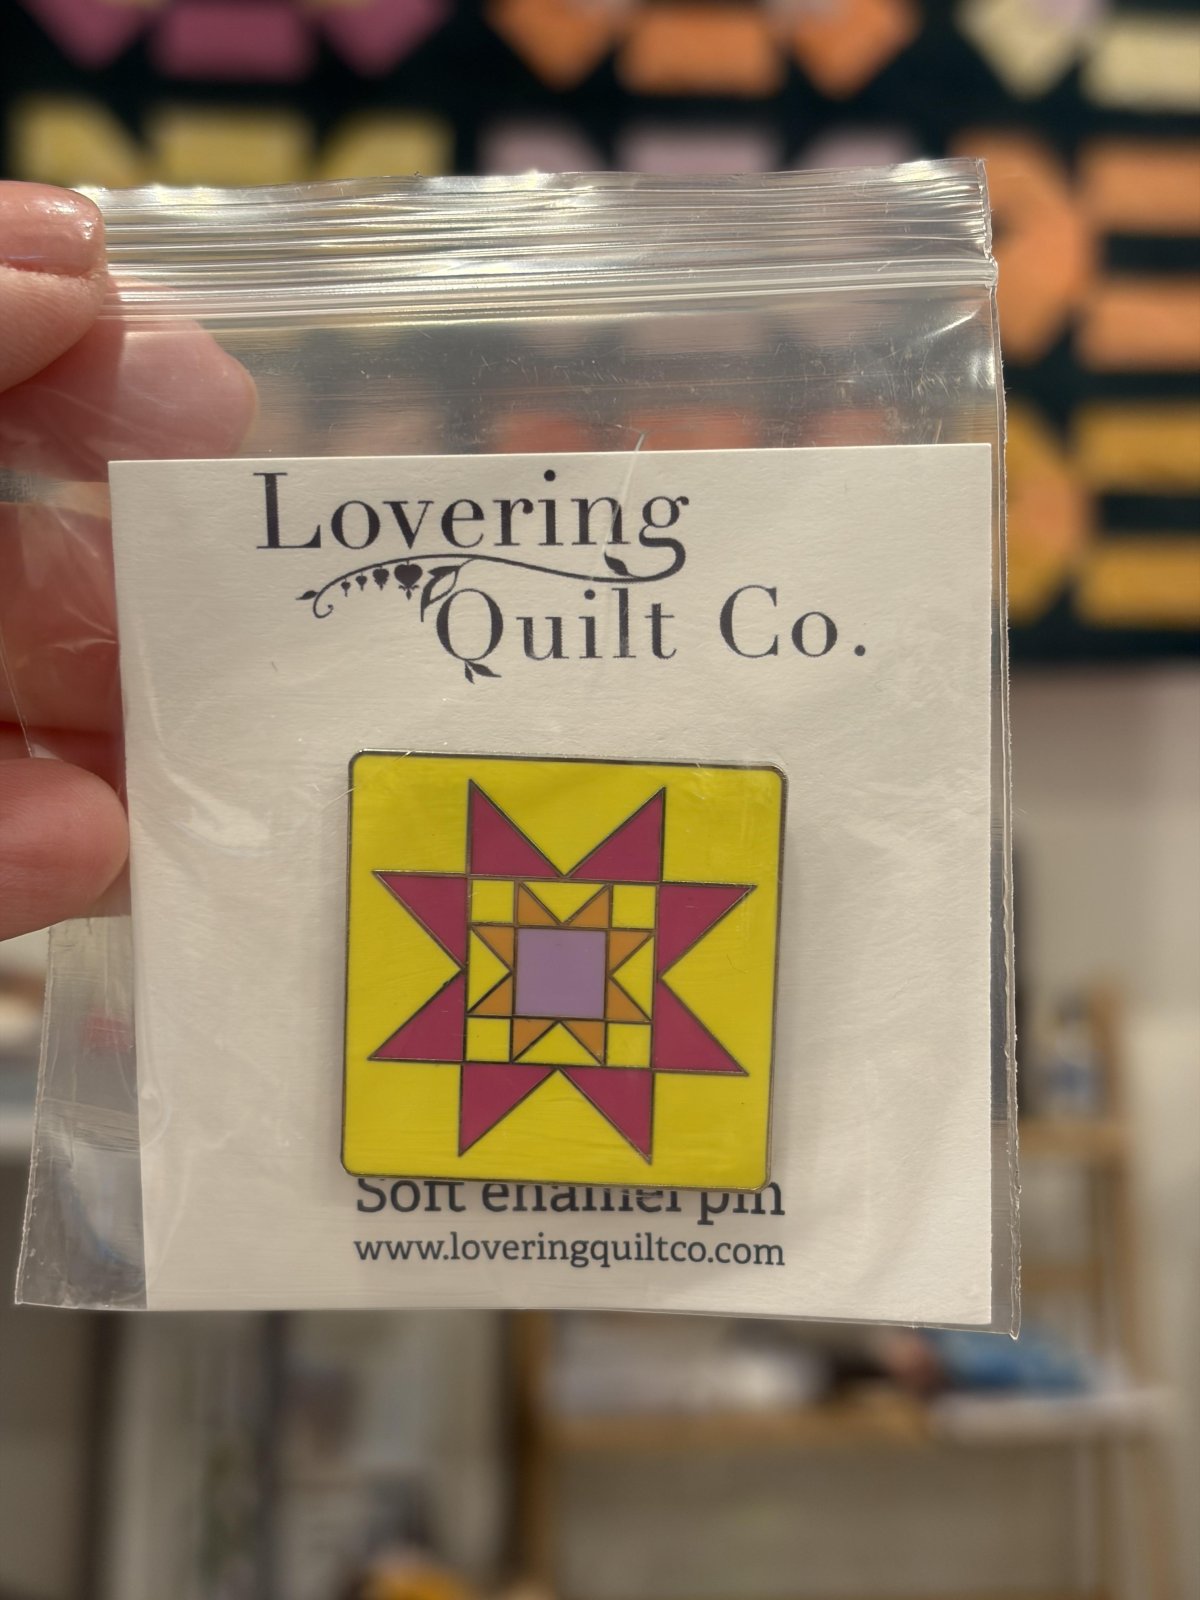 Lovering
Quilt Co.
Soft enamel pin
www.loveringquiltco.com